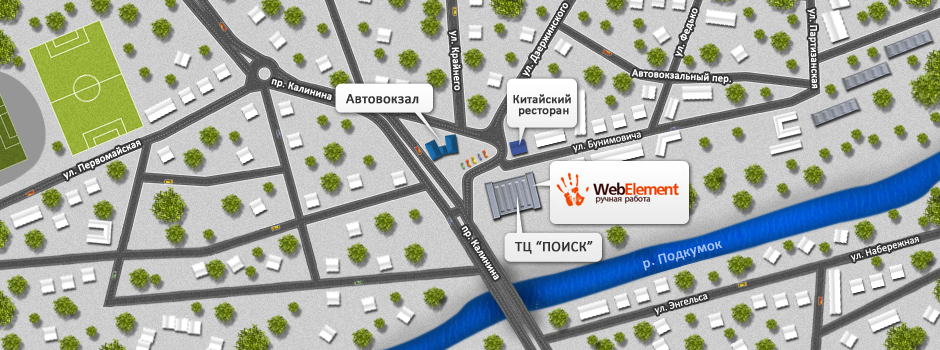 ул. Крайнего
ул. Дзержинского
ул. Федько
ул. Партизанская
Автовокзальный пер.
пр. Калинина
Автовокзал
Китайский
ресторан
ул. Бунимовича
ул. Первомайская
WebElement
ручная работа
ТЦ “ПОИСК”
пр. Калинина
р. Подкумок
ул. Набережная
ул. Энгельса